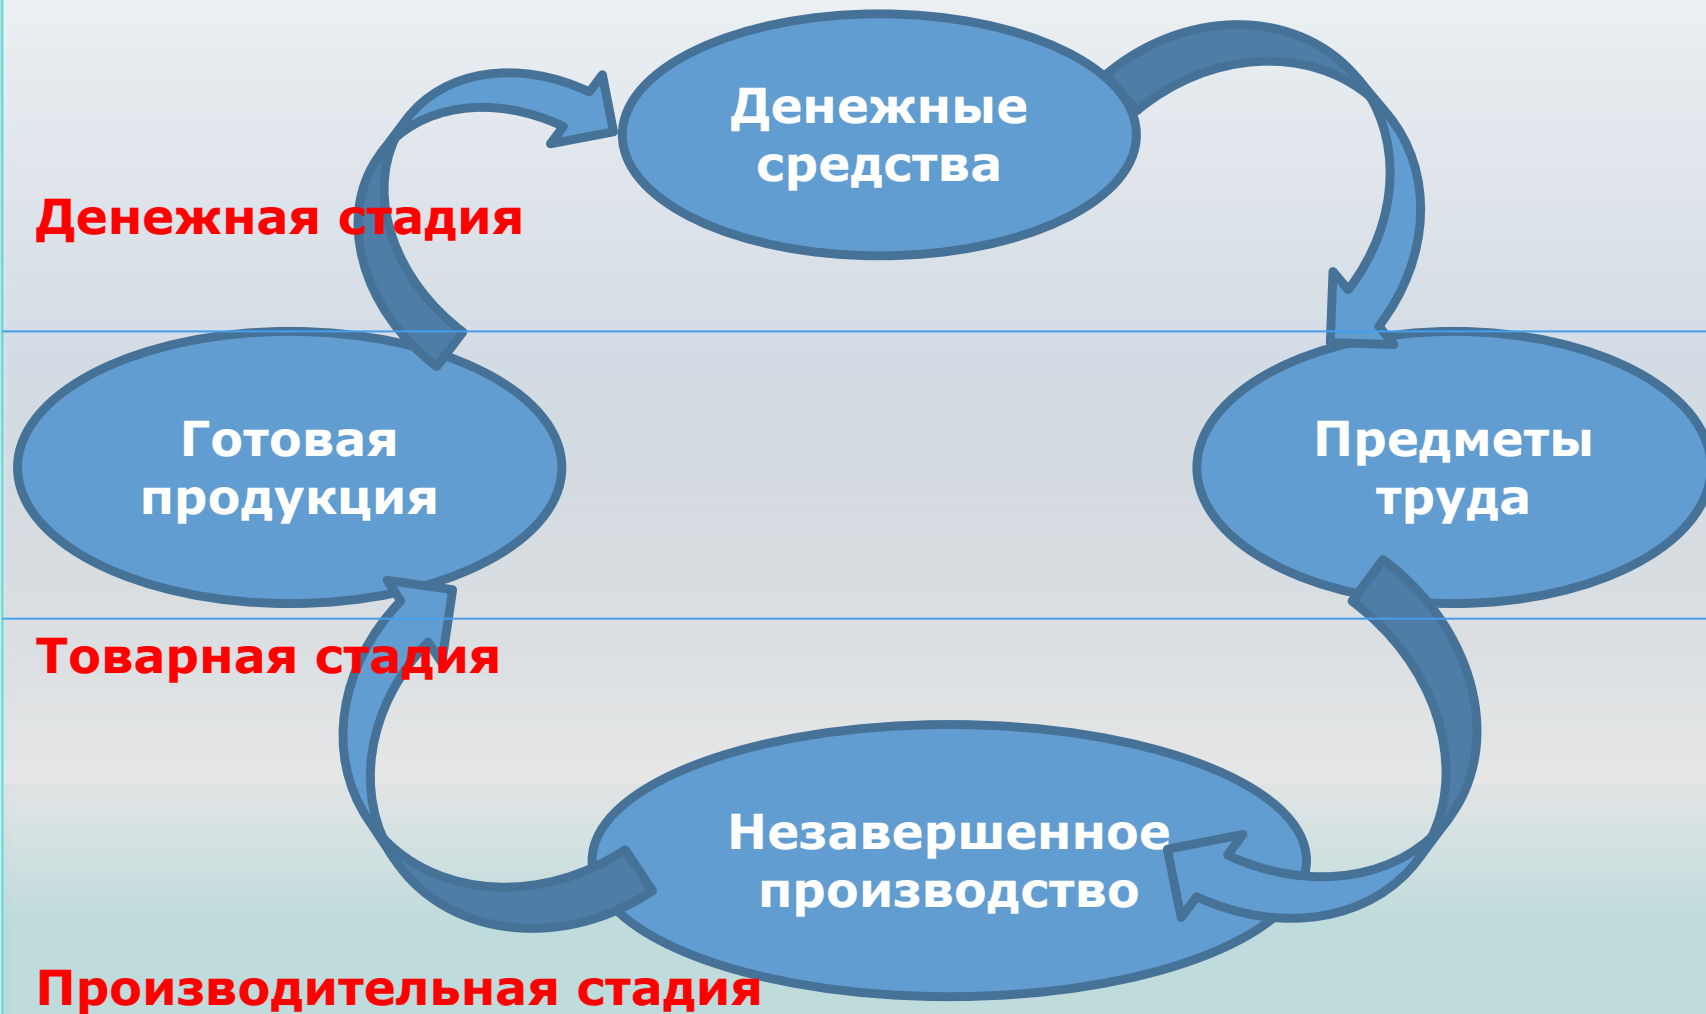 Денежные
средства
Денежная стадия
Готовая
продукция
Предметы
труда
Товарная стадия
Незавершенное
производство
Производительная стадия